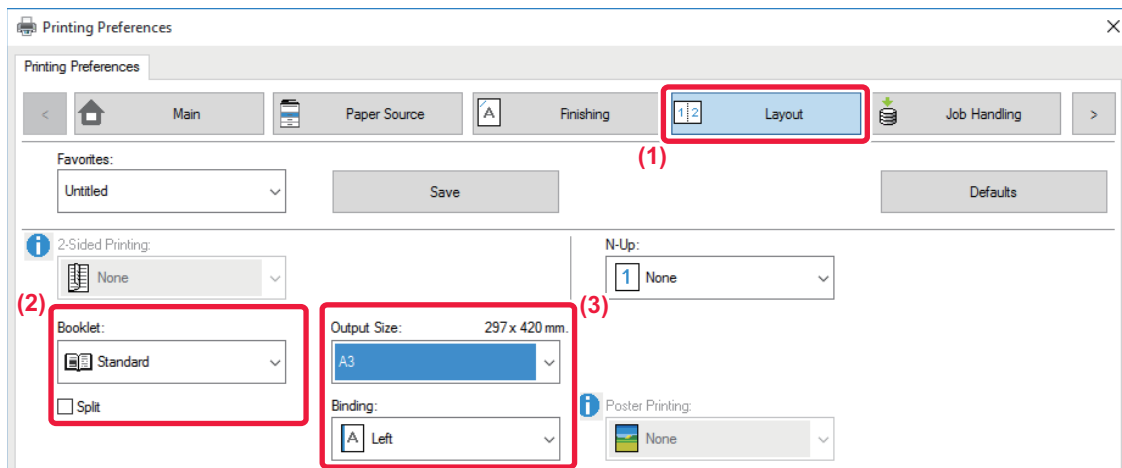 Printing Preferences
Printing Preferences
< Main Paper Source A Finishing 1 2 Layout Job Handling >
(1)
Favorites:
Untitled Save Defaults
2-Sided Printing: N-Up:
None 1 None
(2) (3)
Booklet: Output Size: 297 x 420 mm.
Standard A3
Split Binding: Poster Printing:
A Left None